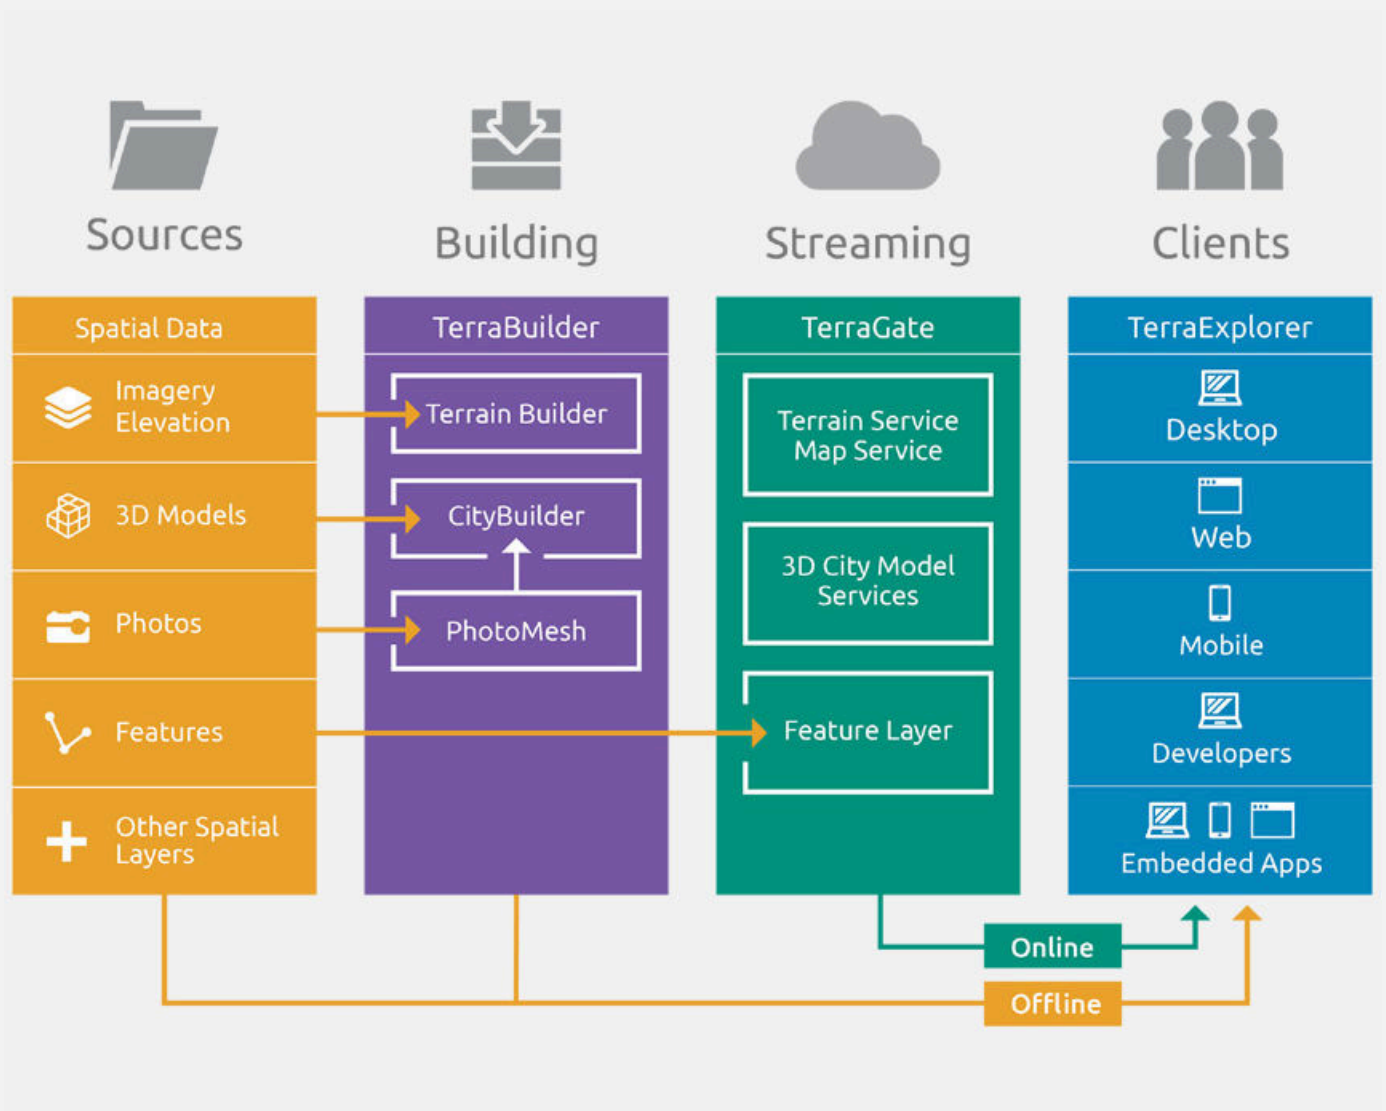 Sources
Building
Streaming
Clients
Spatial Data
Imagery
Elevation
3D Models
Photos
Features
Other Spatial
Layers
TerraBuilder
Terrain Builder
CityBuilder
PhotoMesh
TerraGate
Terrain Service
Map Service
3D City Model
Services
Feature Layer
TerraExplorer
Desktop
Web
Mobile
Developers
Embedded Apps
Online
Offline